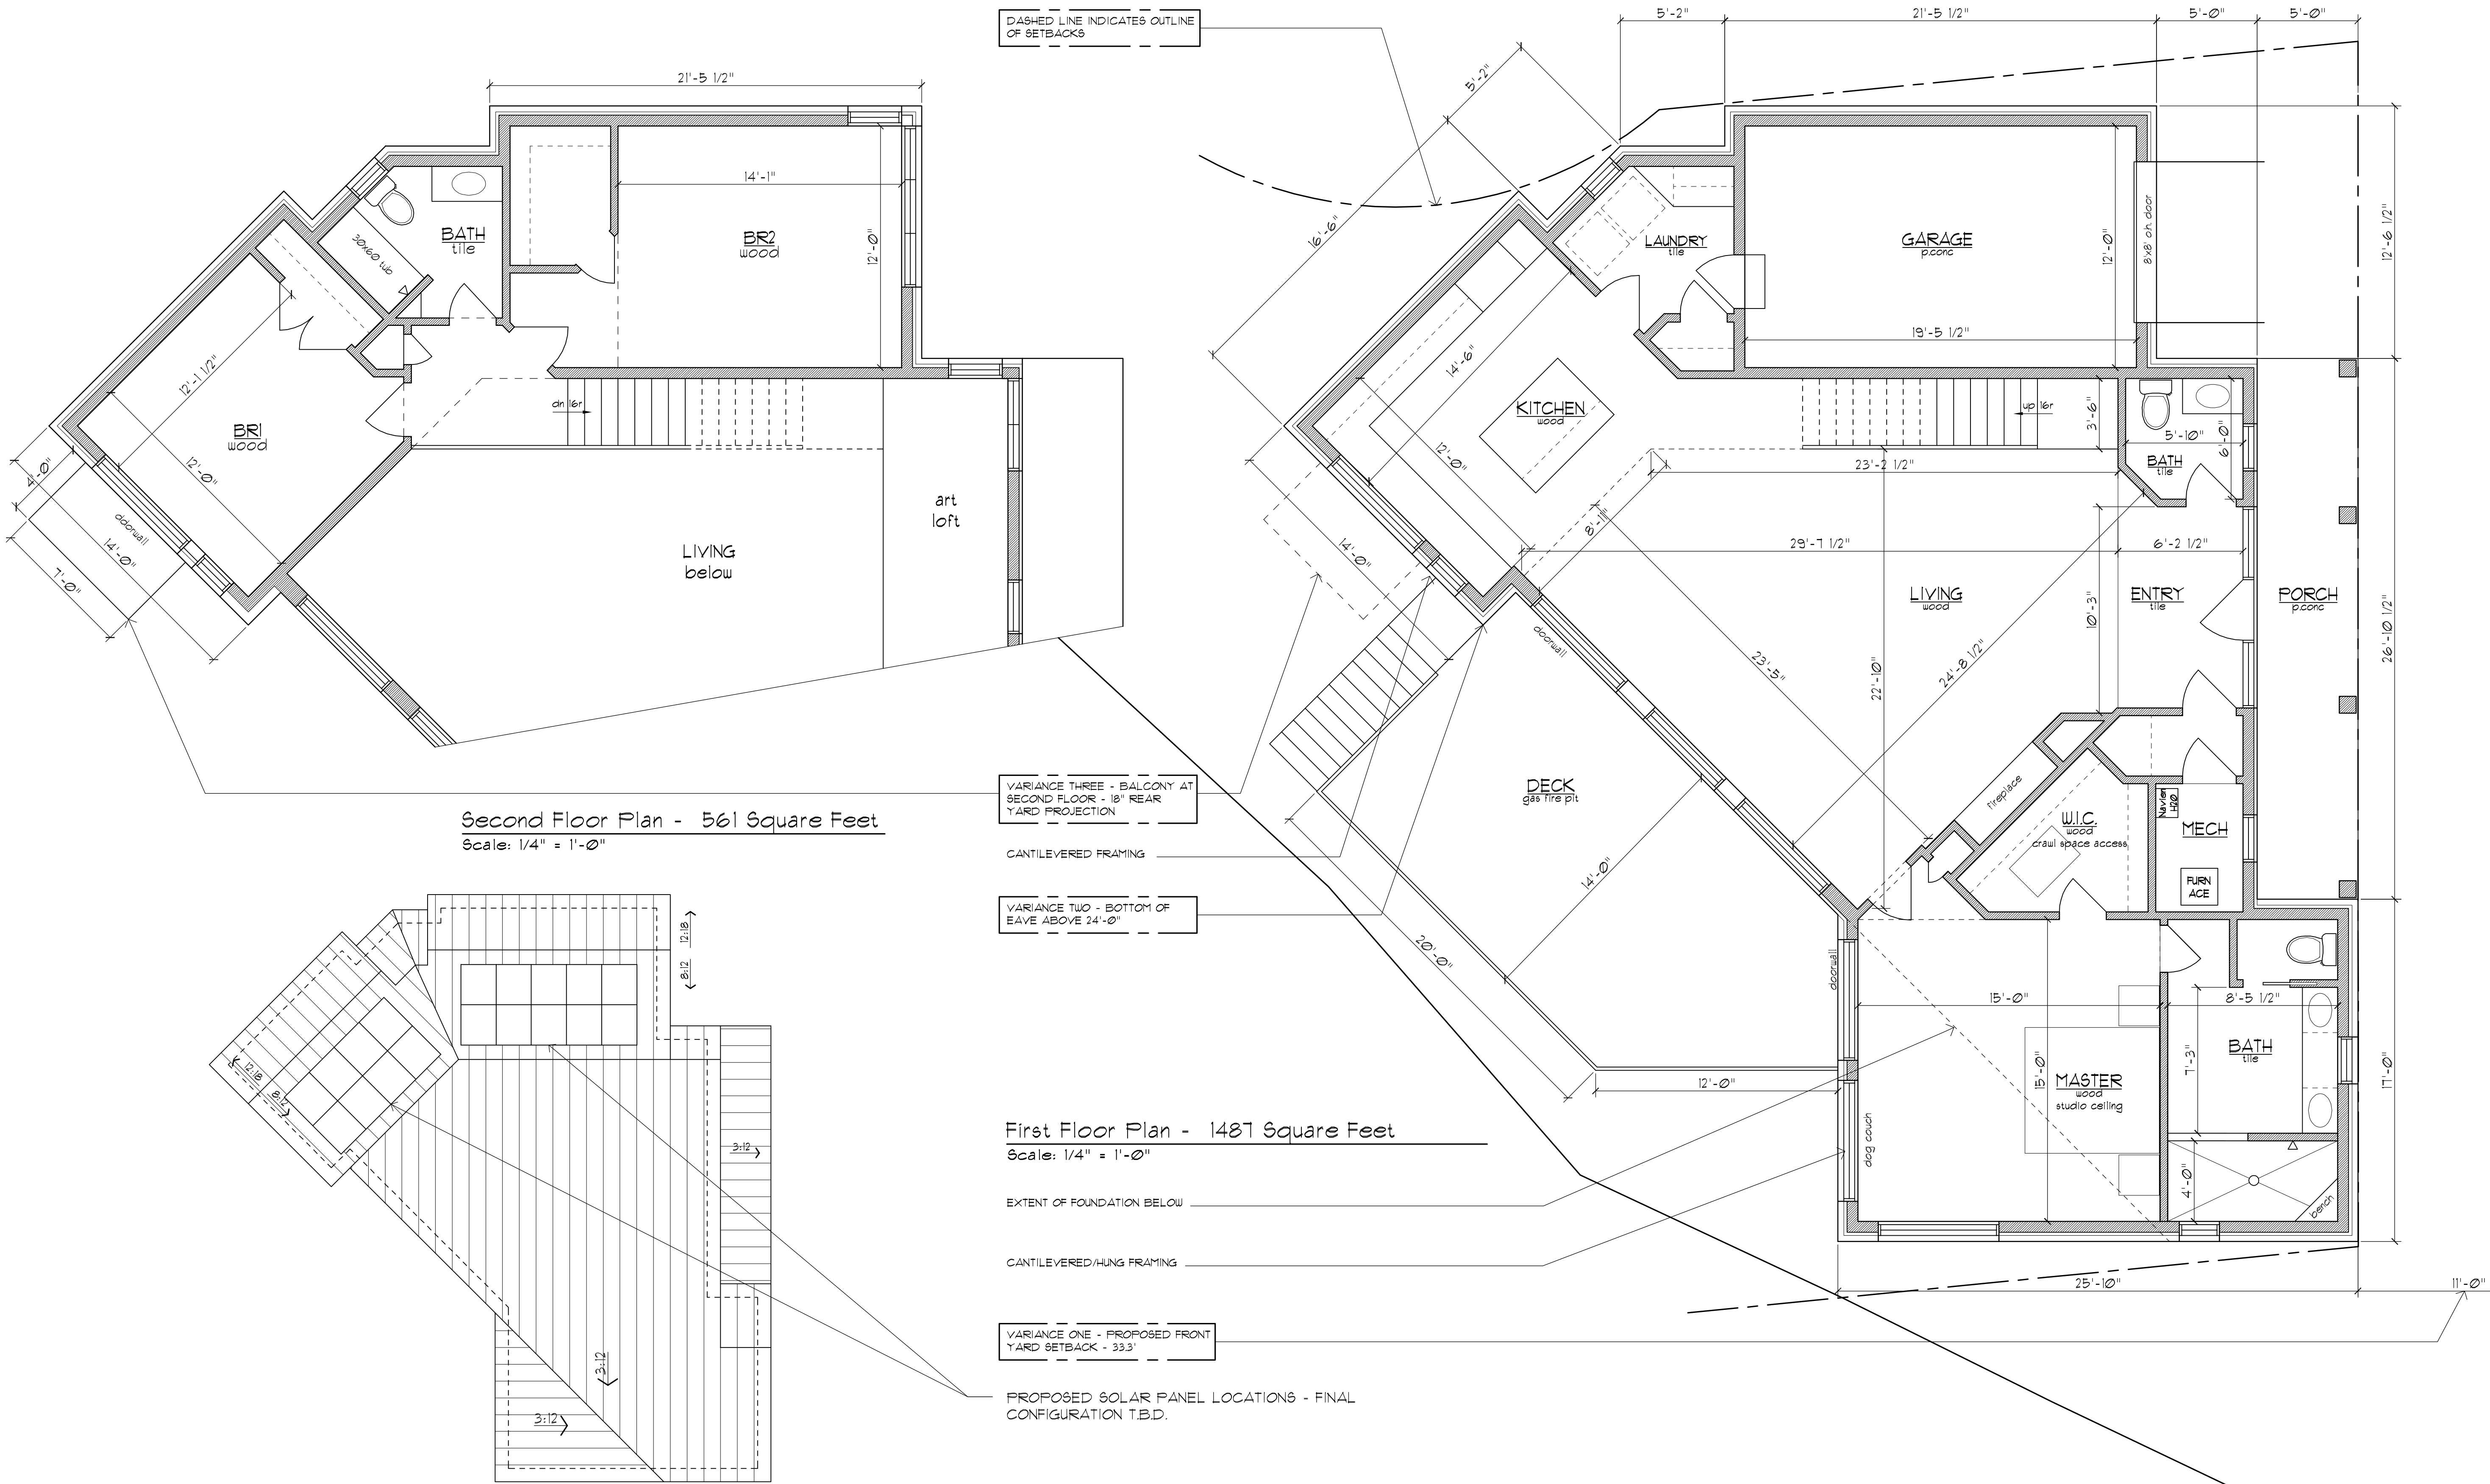 DASHED LINE INDICATES OUTLINE
OF SETBACKS
21'-5 1/2"
14'-1"
12'-0"
BATH
tile
30x60 tub
BR2
wood
12'-1 1/2"
BR1
wood
12'-0"
dn 16r
4'-0"
doorwall
14'-0"
7'-0"
LIVING
below
art
loft
Second Floor Plan - 561 Square Feet
Scale: 1/4" = 1'-0"
5'-2"
21'-5 1/2"
5'-0"
5'-0"
5'-2"
16'-6"
12'-6 1/2"
LAUNDRY
tile
GARAGE
p.conc
12'-0"
8'x8' oh. door
19'-5 1/2"
14'-6"
KITCHEN
wood
12'-0"
up 16r
3'-6"
5'-10"
6'-0"
BATH
tile
23'-2 1/2"
8'-11"
14'-0"
29'-7 1/2"
6'-2 1/2"
LIVING
wood
10'-3"
ENTRY
tile
PORCH
p.conc
26'-10 1/2"
doorwall
23'-5"
22'-10"
24'-8 1/2"
DECK
gas fire pit
fireplace
W.I.C.
wood
crawl space access
Navien
H20
MECH
FURN
ACE
14'-0"
20'-0"
doorwall
15'-0"
8'-5 1/2"
7'-3"
BATH
tile
15'-0"
MASTER
wood
studio ceiling
17'-0"
12'-0"
dog couch
4'-0"
bench
25'-10"
11'-0"
VARIANCE THREE - BALCONY AT
SECOND FLOOR - 18" REAR
YARD PROJECTION
CANTILEVERED FRAMING
VARIANCE TWO - BOTTOM OF
EAVE ABOVE 24'-0"
First Floor Plan - 1487 Square Feet
Scale: 1/4" = 1'-0"
EXTENT OF FOUNDATION BELOW
CANTILEVERED/HUNG FRAMING
VARIANCE ONE - PROPOSED FRONT
YARD SETBACK - 33.3'
PROPOSED SOLAR PANEL LOCATIONS - FINAL
CONFIGURATION T.B.D.
12:18
8:12
12:18
8:12
3:12
3:12
3:12